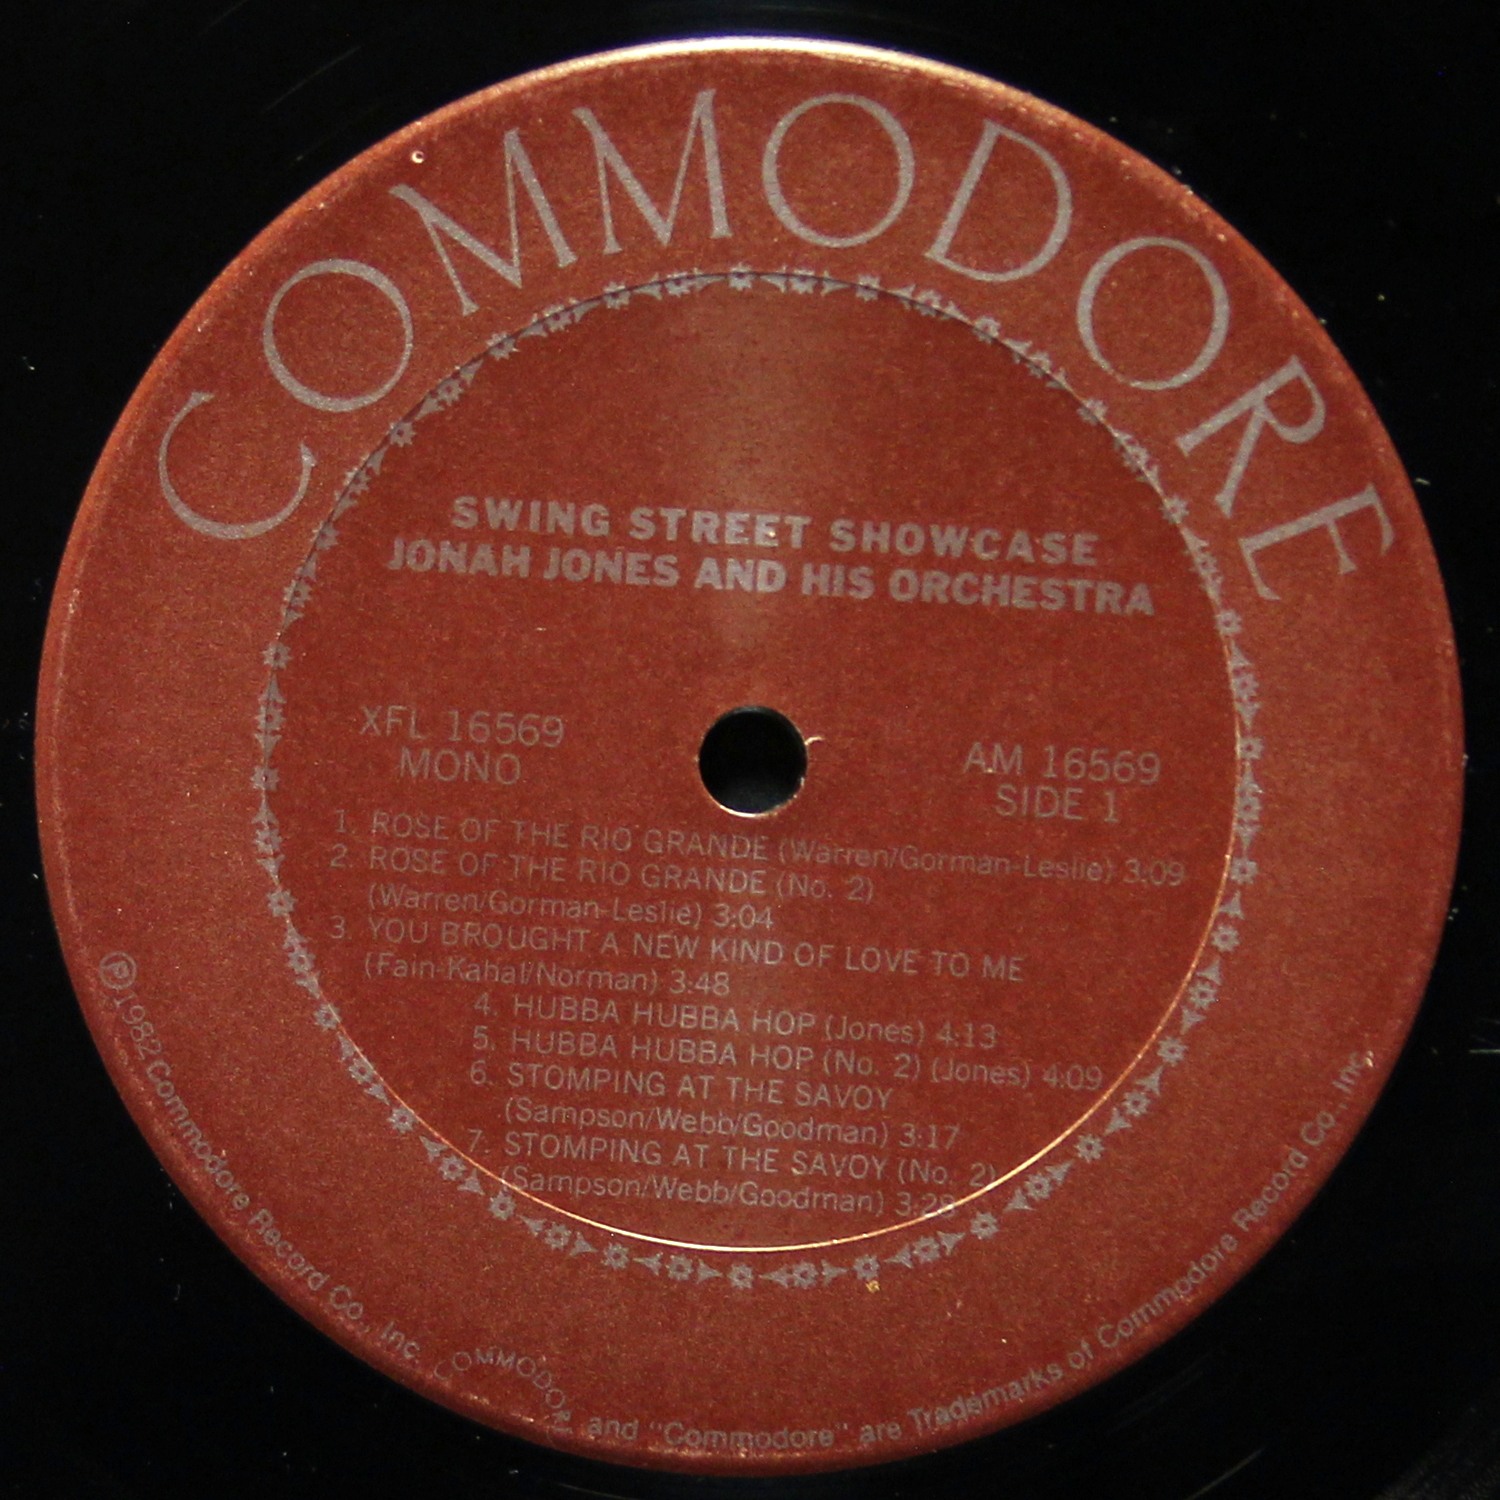 COMMODORE
SWING STREET SHOWCASE
JONAH JONES AND HIS ORCHESTRA
XFL 16569
MONO
AM 16569
SIDE 1
1. ROSE OF THE RIO GRANDE (Warren/Gorman-Leslie) 3:09
2. ROSE OF THE RIO GRANDE (No. 2)
(Warren/Gorman-Leslie) 3:04
3. YOU BROUGHT A NEW KIND OF LOVE TO ME
(Fain-Kahal/Norman) 3:48
4. HUBBA HUBBA HOP (Jones) 4:13
5. HUBBA HUBBA HOP (No. 2) (Jones) 4:09
6. STOMPING AT THE SAVOY
(Sampson/Webb/Goodman) 3:17
7. STOMPING AT THE SAVOY (No. 2)
(Sampson/Webb/Goodman) 3:28
℗ 1982 Commodore Record Co., Inc. COMMODORE and "Commodore" are Trademarks of Commodore Record Co., Inc.